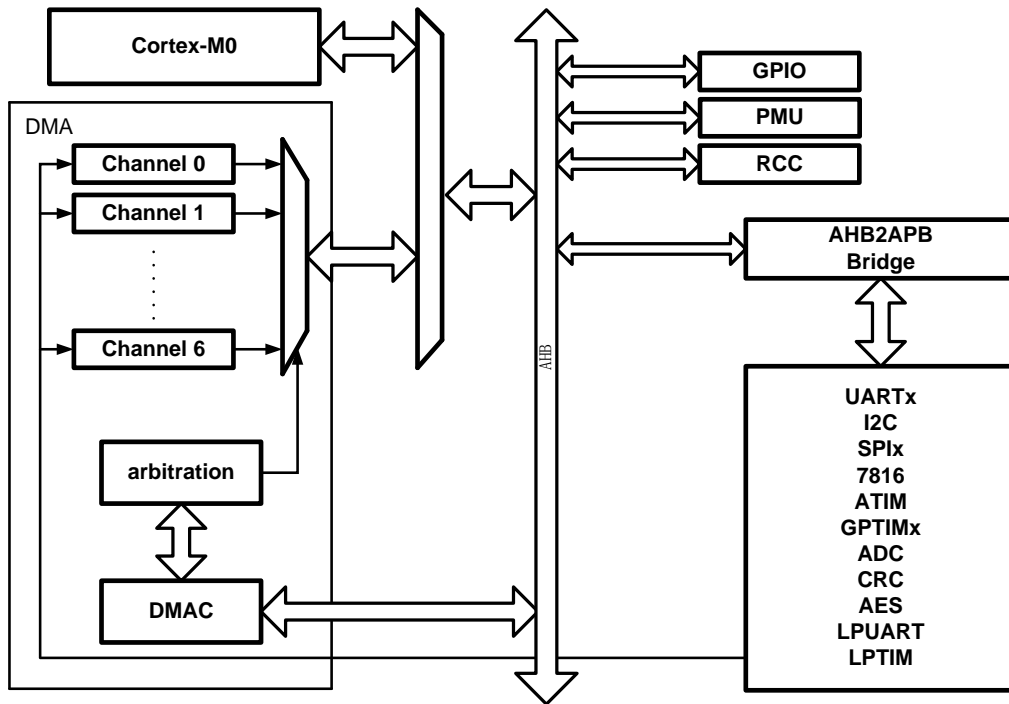 Cortex-M0
DMA
Channel 0
Channel 1
Channel 6
arbitration
DMAC
AHB
GPIO
PMU
RCC
AHB2APB
Bridge
UARTx
I2C
SPIx
7816
ATIM
GPTIMx
ADC
CRC
AES
LPUART
LPTIM